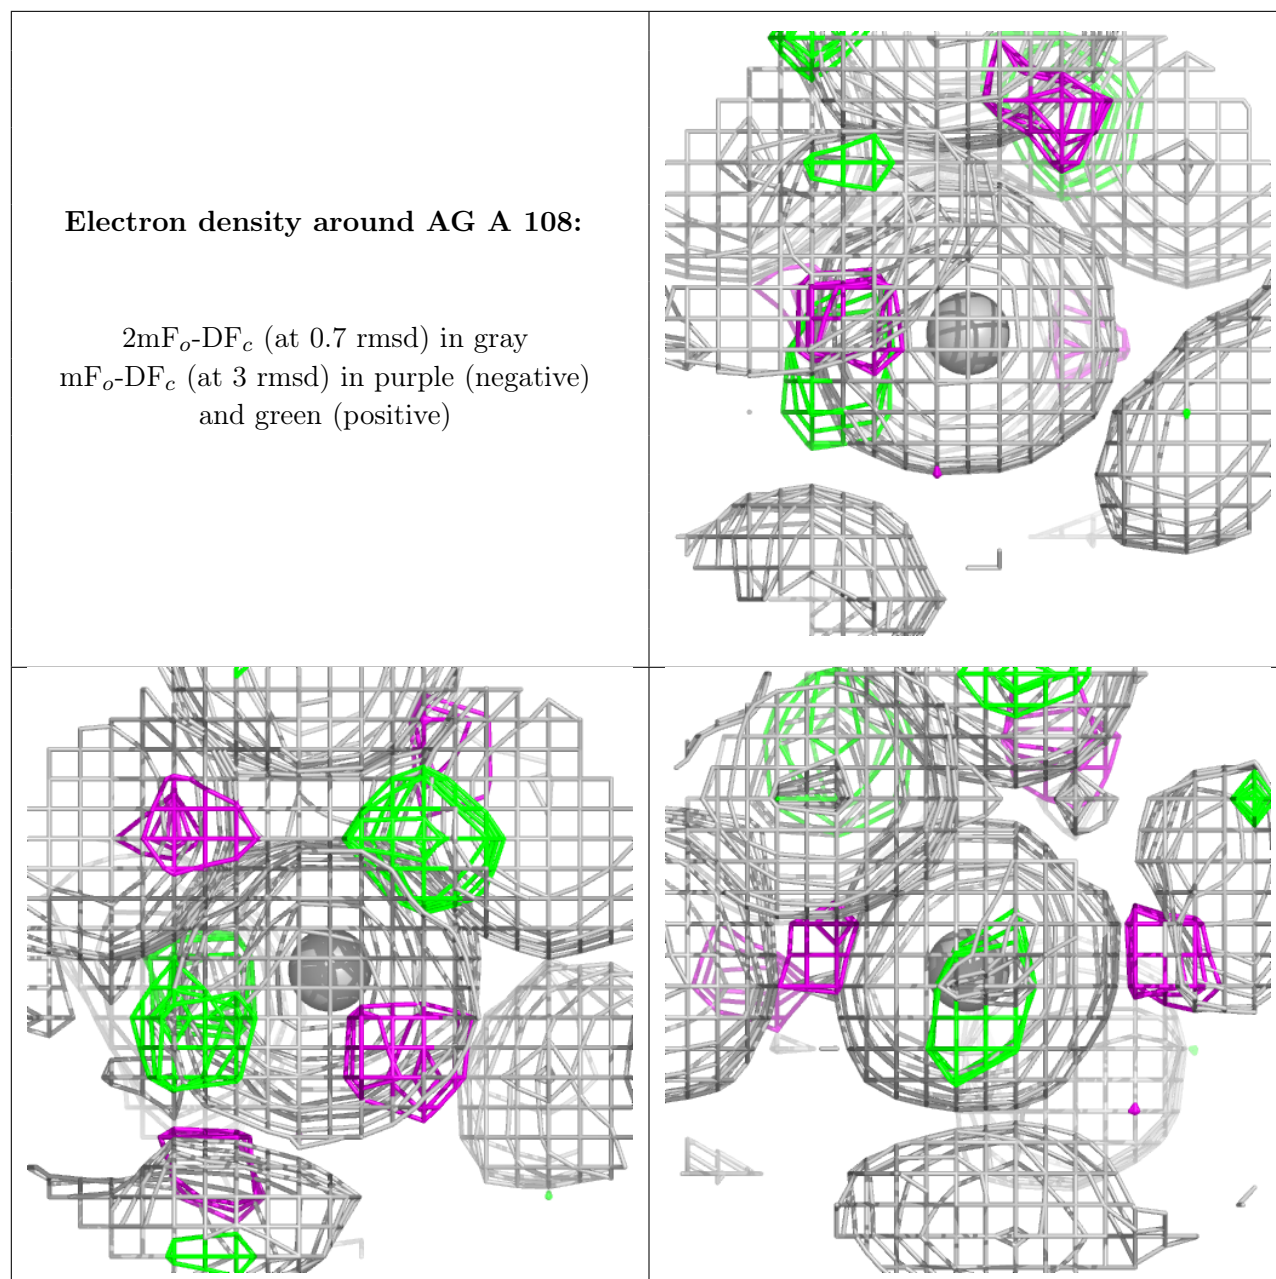 Electron density around AG A 108:
2mFo-DFc (at 0.7 rmsd) in gray
mFo-DFc (at 3 rmsd) in purple (negative)
and green (positive)